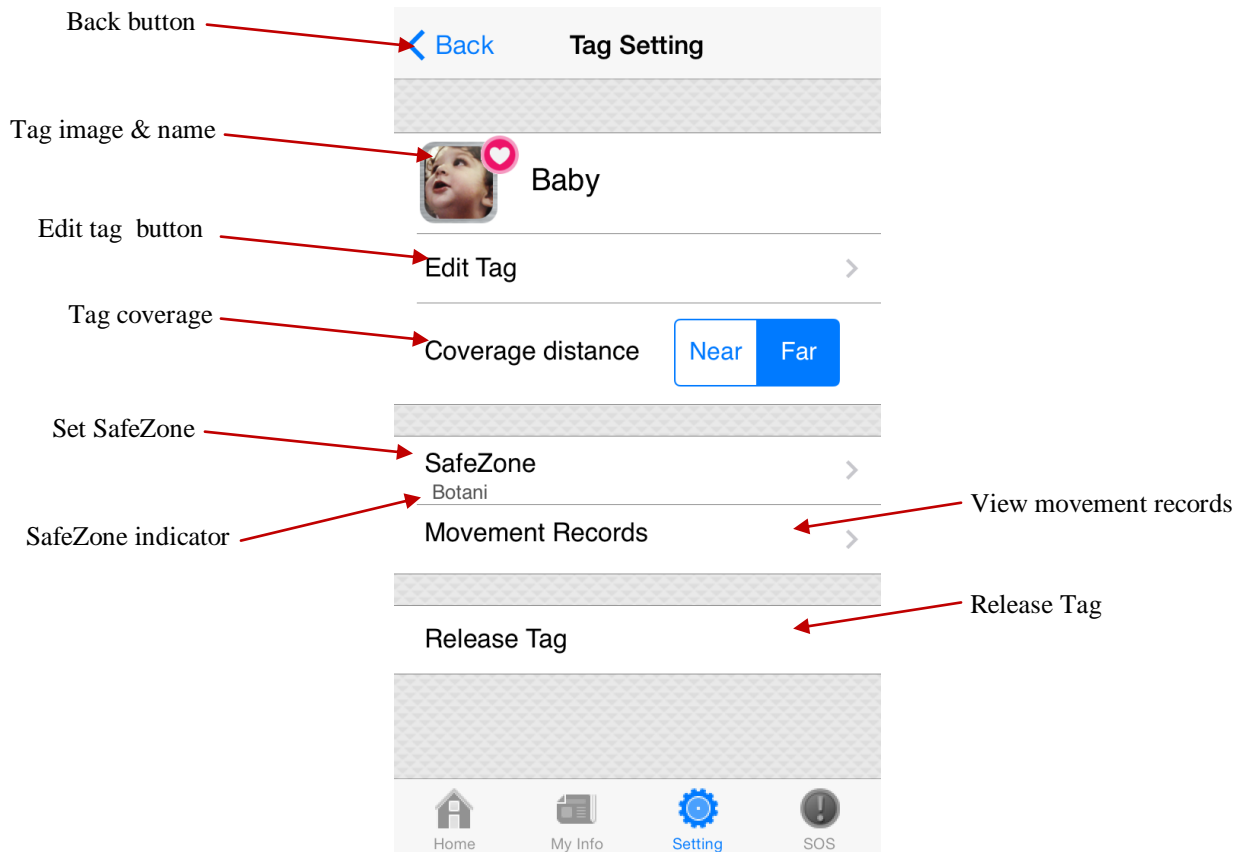 Back button
Back Tag Setting
Tag image & name
Baby
Edit tag button
Edit Tag
Tag coverage
Coverage distance Near Far
Set SafeZone
SafeZone
Botani
View movement records
SafeZone indicator
Movement Records
Release Tag
Release Tag
Home My Info Setting SOS